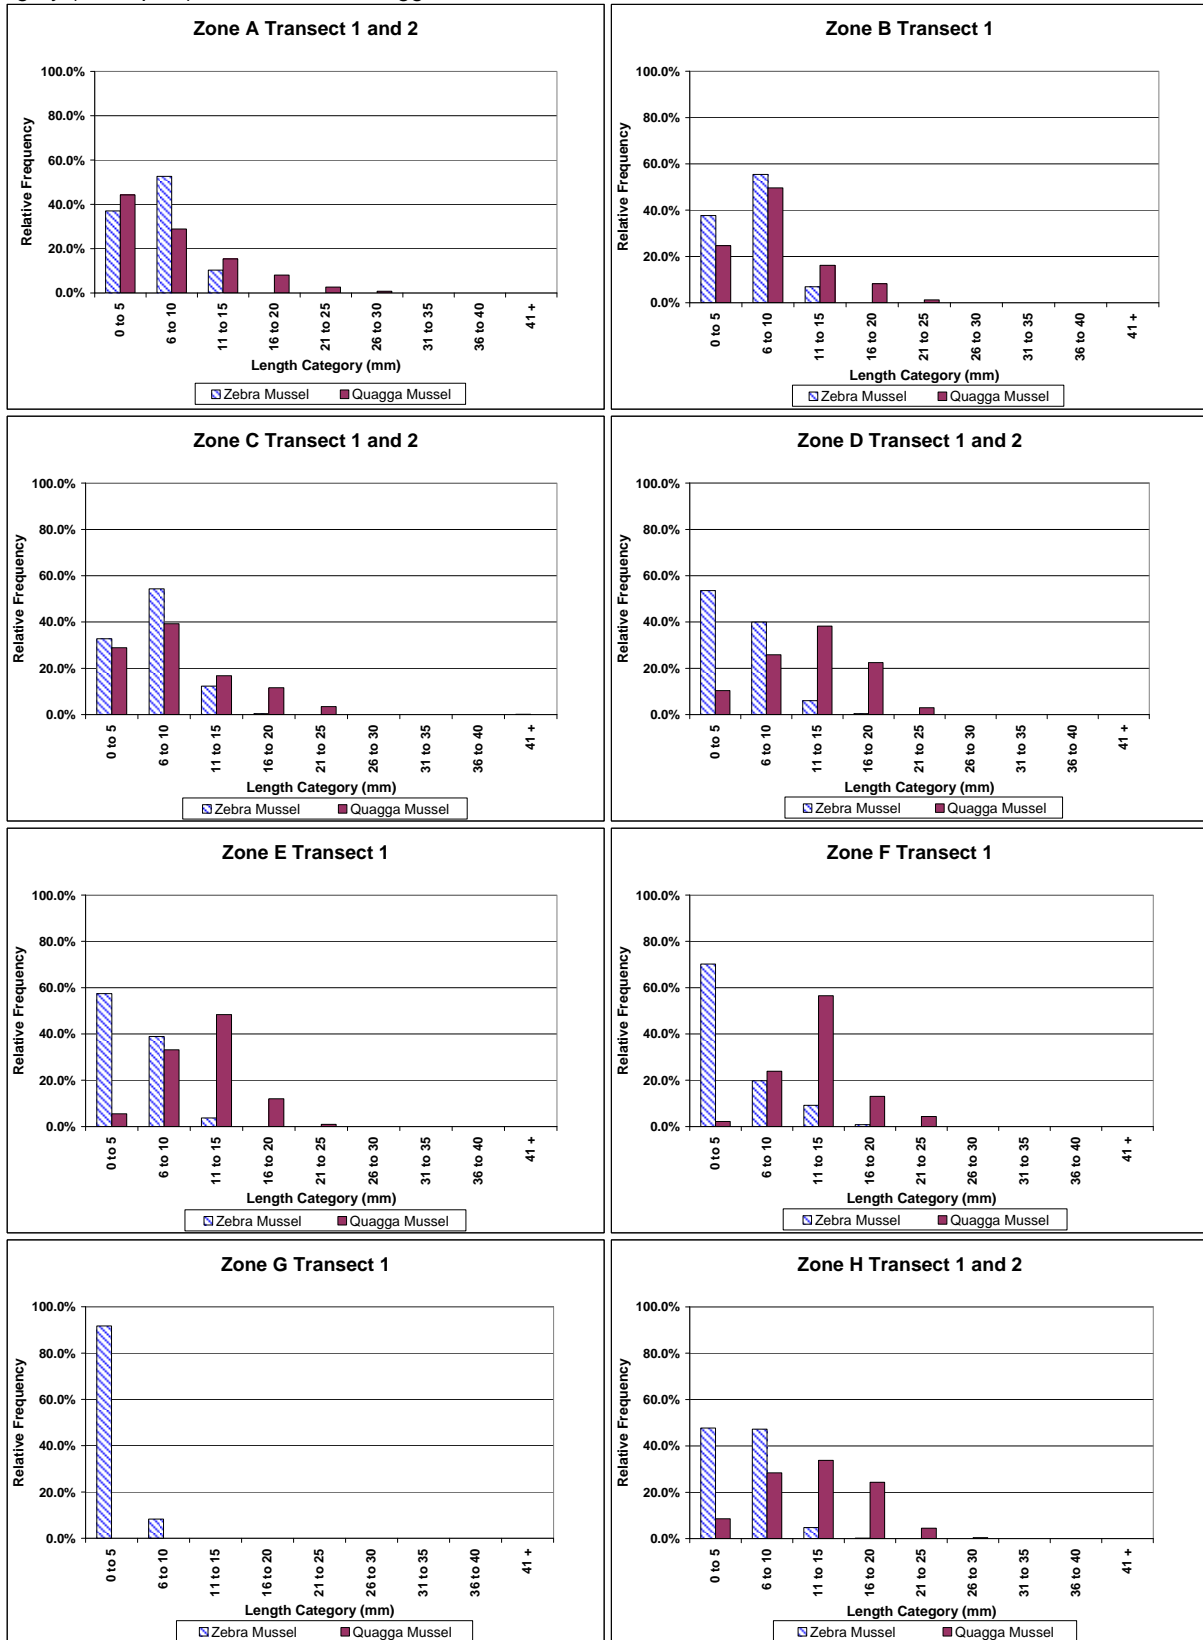 Zone A Transect 1 and 2
100.0%
80.0%
60.0%
40.0%
20.0%
0.0%
Relative Frequency
0 to 5
6 to 10
11 to 15
16 to 20
21 to 25
26 to 30
31 to 35
36 to 40
41 +
Length Category (mm)
Zebra Mussel Quagga Mussel
Zone B Transect 1
100.0%
80.0%
60.0%
40.0%
20.0%
0.0%
Relative Frequency
0 to 5
6 to 10
11 to 15
16 to 20
21 to 25
26 to 30
31 to 35
36 to 40
41 +
Length Category (mm)
Zebra Mussel Quagga Mussel
Zone C Transect 1 and 2
100.0%
80.0%
60.0%
40.0%
20.0%
0.0%
Relative Frequency
0 to 5
6 to 10
11 to 15
16 to 20
21 to 25
26 to 30
31 to 35
36 to 40
41 +
Length Category (mm)
Zebra Mussel Quagga Mussel
Zone D Transect 1 and 2
100.0%
80.0%
60.0%
40.0%
20.0%
0.0%
Relative Frequency
0 to 5
6 to 10
11 to 15
16 to 20
21 to 25
26 to 30
31 to 35
36 to 40
41 +
Length Category (mm)
Zebra Mussel Quagga Mussel
Zone E Transect 1
100.0%
80.0%
60.0%
40.0%
20.0%
0.0%
Relative Frequency
0 to 5
6 to 10
11 to 15
16 to 20
21 to 25
26 to 30
31 to 35
36 to 40
41 +
Length Category (mm)
Zebra Mussel Quagga Mussel
Zone F Transect 1
100.0%
80.0%
60.0%
40.0%
20.0%
0.0%
Relative Frequency
0 to 5
6 to 10
11 to 15
16 to 20
21 to 25
26 to 30
31 to 35
36 to 40
41 +
Length Category (mm)
Zebra Mussel Quagga Mussel
Zone G Transect 1
100.0%
80.0%
60.0%
40.0%
20.0%
0.0%
Relative Frequency
0 to 5
6 to 10
11 to 15
16 to 20
21 to 25
26 to 30
31 to 35
36 to 40
41 +
Length Category (mm)
Zebra Mussel Quagga Mussel
Zone H Transect 1 and 2
100.0%
80.0%
60.0%
40.0%
20.0%
0.0%
Relative Frequency
0 to 5
6 to 10
11 to 15
16 to 20
21 to 25
26 to 30
31 to 35
36 to 40
41 +
Length Category (mm)
Zebra Mussel Quagga Mussel